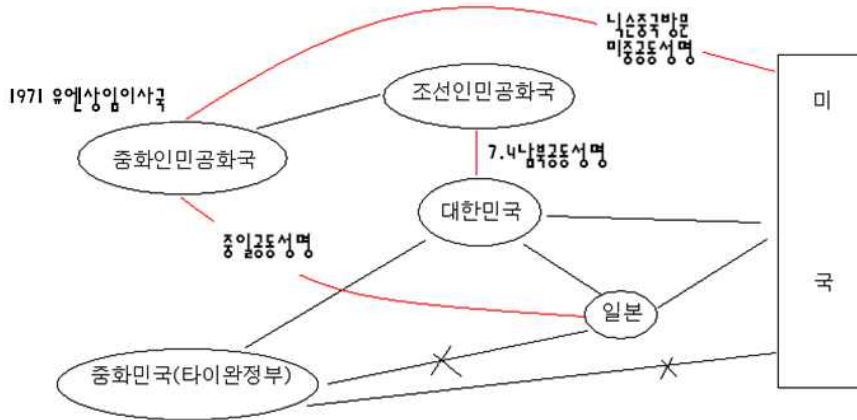 닉슨중국방문
미중공동성명
1971 유엔상임이사국
조선인민공화국
미
중화인민공화국
7.4남북공동성명
대한민국
중일공동성명
국
일본
중화민국(타이완정부)